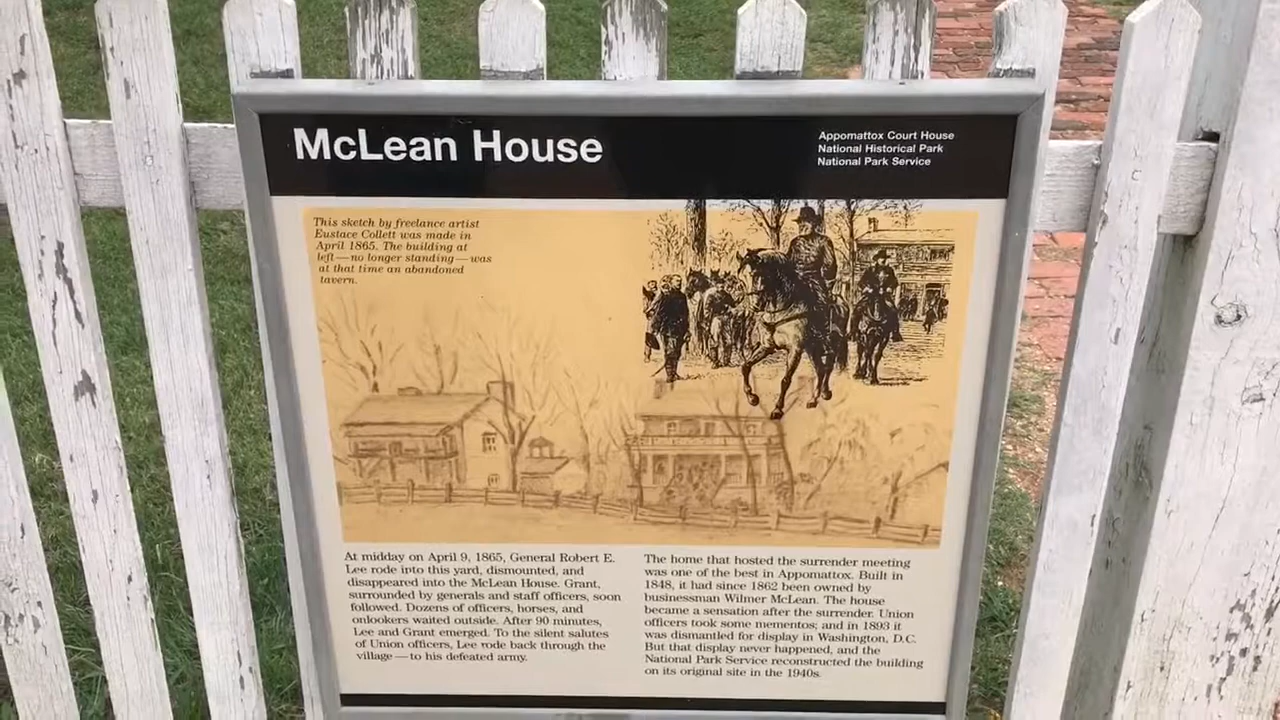 McLean House
Appomattox Court House
National Historical Park
National Park Service
This sketch by freelance artist
Eustace Collett was made in
April 1865. The building at
left—no longer standing—was
at that time an abandoned
tavern.
At midday on April 9, 1865, General Robert E.
Lee rode into this yard, dismounted, and
disappeared into the McLean House. Grant,
surrounded by generals and staff officers, soon
followed. Dozens of officers, horses, and
onlookers waited outside. After 90 minutes,
Lee and Grant emerged. To the silent salutes
of Union officers, Lee rode back through the
village—to his defeated army.
The home that hosted the surrender meeting
was one of the best in Appomattox. Built in
1848, it had since 1862 been owned by
businessman Wilmer McLean. The house
became a sensation after the surrender. Union
officers took some mementos; and in 1893 it
was dismantled for display in Washington, D.C.
But that display never happened, and the
National Park Service reconstructed the building
on its original site in the 1940s.